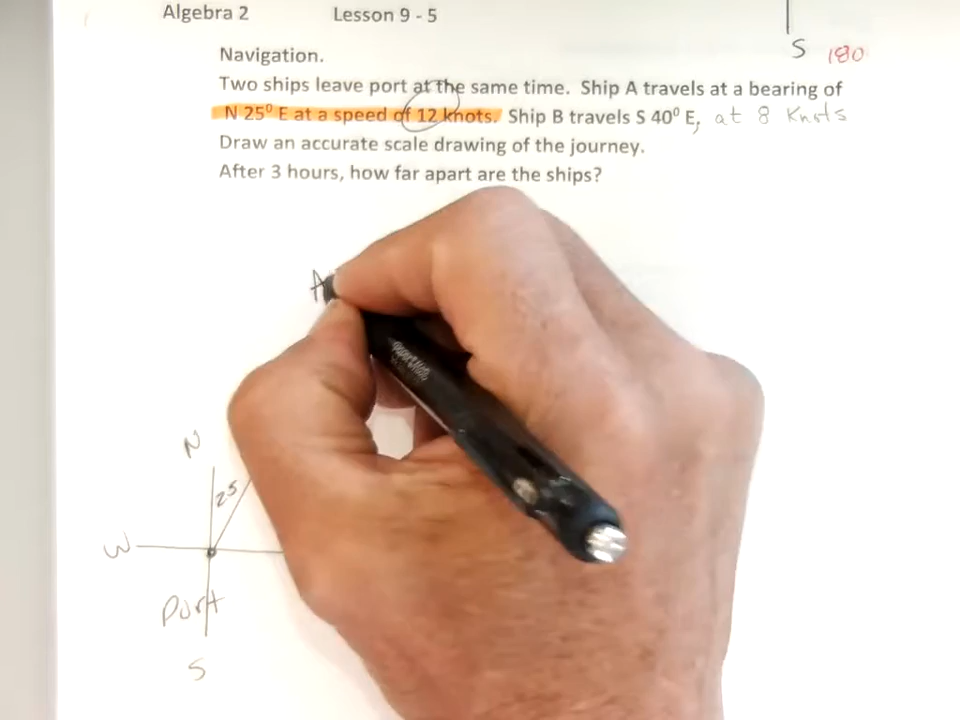 Algebra 2 Lesson 9 - 5
S 180
Navigation.
Two ships leave port at the same time. Ship A travels at a bearing of
N 25⁰ E at a speed of 12 knots. Ship B travels S 40⁰ E, at 8 Knots
Draw an accurate scale drawing of the journey.
After 3 hours, how far apart are the ships?
A
N
25
W
Port
S